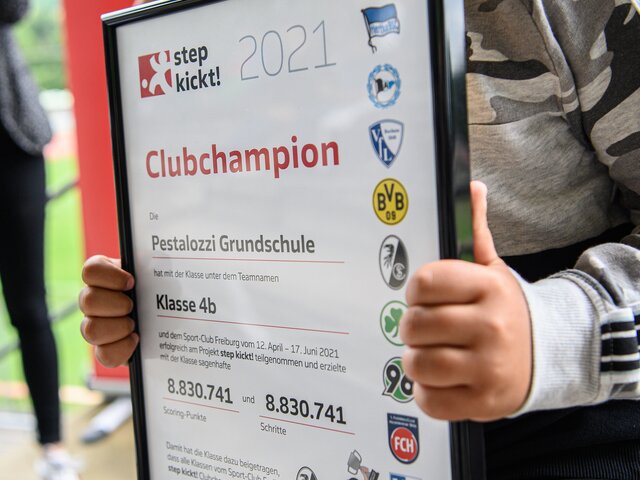 step
kickt!
2021
Clubchampion
Die
Pestalozzi Grundschule
hat mit der Klasse unter dem Teamnamen
Klasse 4b
und dem Sport-Club Freiburg vom 12. April – 17. Juni 2021
erfolgreich am Projekt step kickt! teilgenommen und erzielte
mit der Klasse sagenhafte
8.830.741 und 8.830.741
Scoring-Punkte Schritte
Damit hat die Klasse dazu beigetragen,
dass alle Klassen vom Sport-Club
step kickt!
VfL
BVB
09
96
FCH